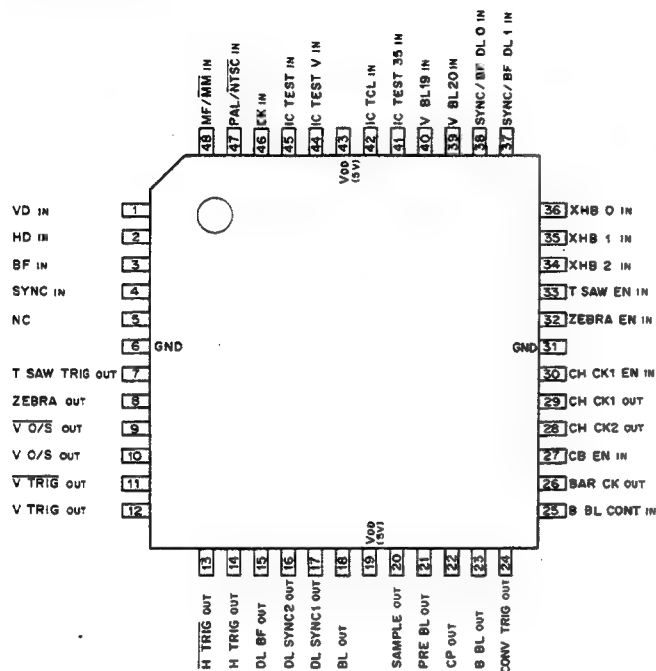 48 MF/MM IN
47 PAL/NTSC IN
46 CK IN
45 IC TEST IN
44 IC TEST V IN
43 VDD (5V)
42 IC TCL IN
41 IC TEST 35 IN
40 V BL19 IN
39 V BL20 IN
38 SYNC/BF DL 0 IN
37 SYNC/BF DL 1 IN
VD IN 1
HD IN 2
BF IN 3
SYNC IN 4
NC 5
6 GND
T SAW TRIG OUT 7
ZEBRA OUT 8
V O/S OUT 9
V O/S OUT 10
V TRIG OUT 11
V TRIG OUT 12
36 XHB 0 IN
35 XHB 1 IN
34 XHB 2 IN
33 T SAW EN IN
32 ZEBRA EN IN
GND 31
30 CH CK1 EN IN
29 CH CK1 OUT
28 CH CK2 OUT
27 CB EN IN
26 BAR CK OUT
25 B BL CONT IN
13 H TRIG OUT
14 H TRIG OUT
15 DL BF OUT
16 DL SYNC2 OUT
17 DL SYNC1 OUT
18 BL OUT
19 VDD (5V)
20 SAMPLE OUT
21 PRE BL OUT
22 CP OUT
23 B BL OUT
24 CONV TRIG OUT